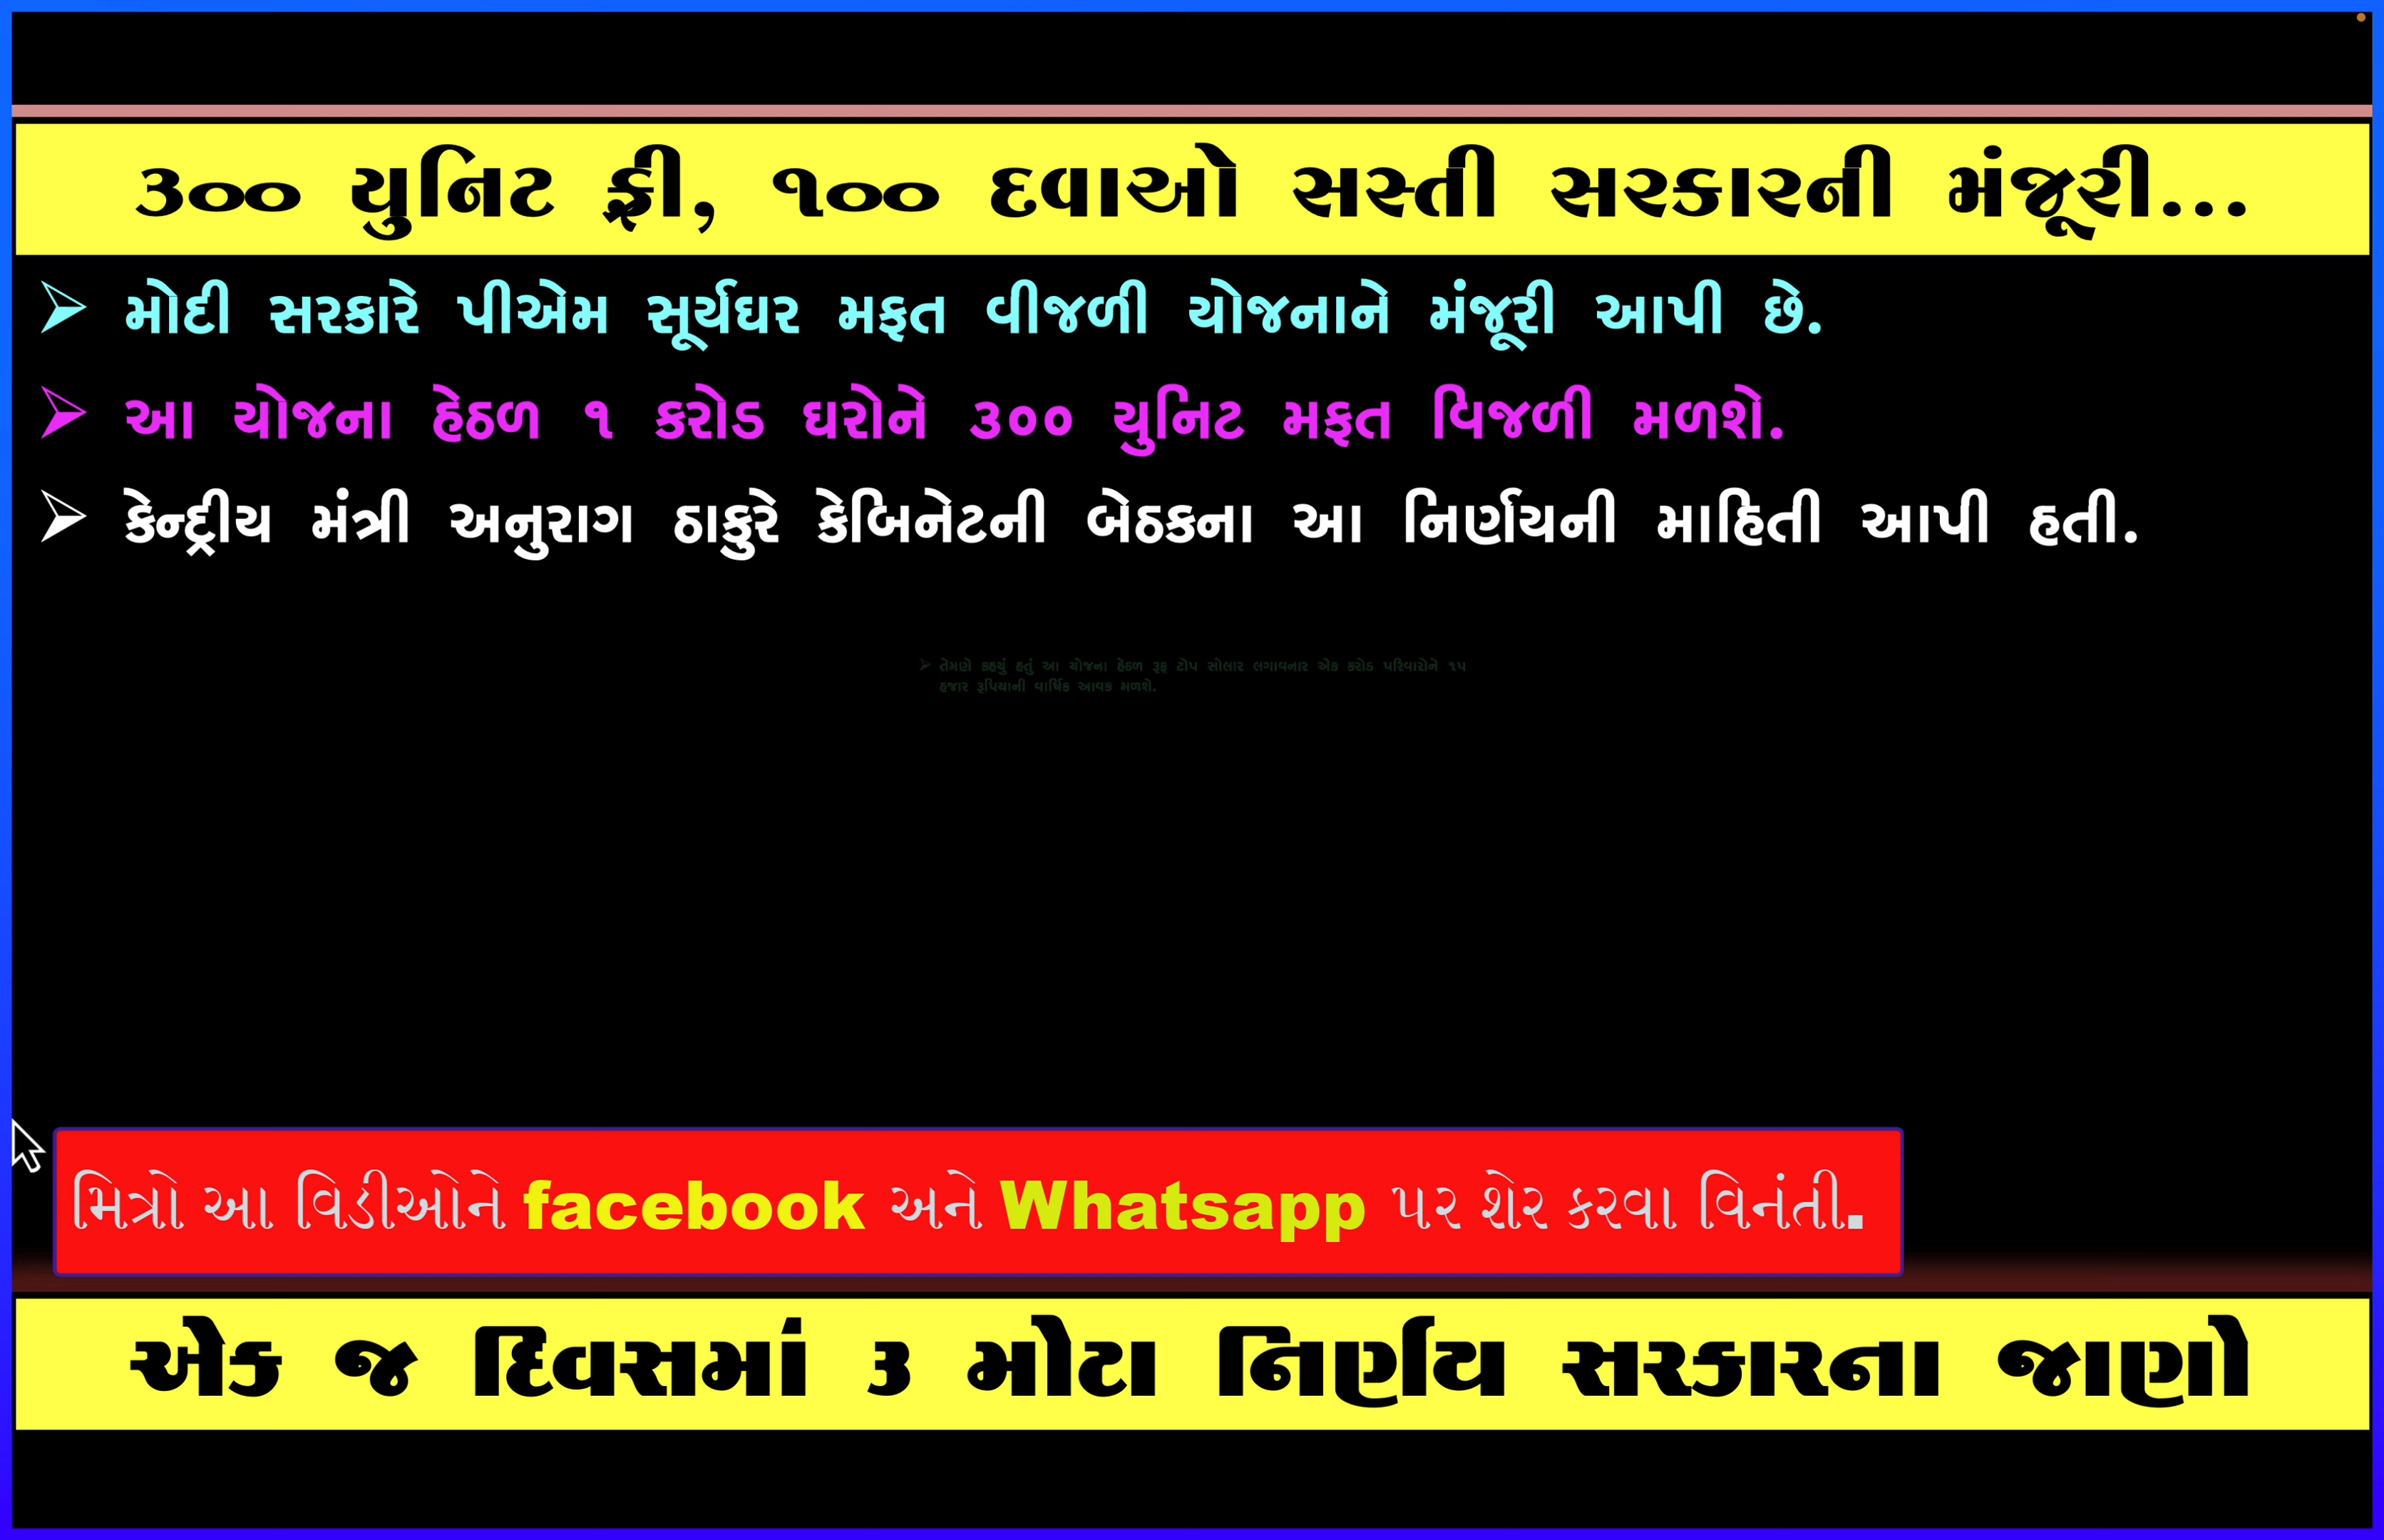 ૩૦૦ યુનિટ ફ્રી, ૧૦૦ દવાઓ સસ્તી સરકારની મંજૂરી...
➢ મોદી સરકારે પીએમ સૂર્યઘર મફત વીજળી યોજનાને મંજૂરી આપી છે.
➢ આ યોજના હેઠળ ૧ કરોડ ઘરોને ૩૦૦ યુનિટ મફત વિજળી મળશે.
➢ કેન્દ્રીય મંત્રી અનુરાગ ઠાકુરે કેબિનેટની બેઠકના આ નિર્ણયની માહિતી આપી હતી.
➢ તેમણે કહયું હતું આ યોજના હેઠળ રૂફ ટોપ સોલાર લગાવનાર એક કરોડ પરિવારોને ૧૫
હજાર રૂપિયાની વાર્ષિક આવક મળશે.
મિત્રો આ વિડીઓને facebook અને Whatsapp પર શેર કરવા વિનંતી.
એક જ દિવસમાં ૩ મોટા નિર્ણય સરકારના જાણો